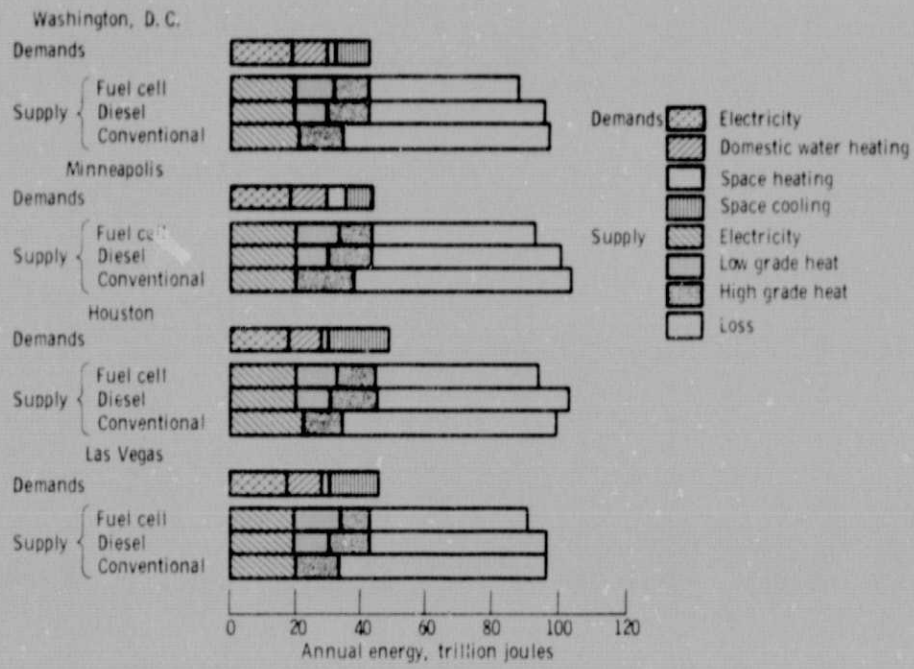 Washington, D. C.
Demands
Supply
Fuel cell
Diesel
Conventional
Minneapolis
Demands
Supply
Fuel cell
Diesel
Conventional
Houston
Demands
Supply
Fuel cell
Diesel
Conventional
Las Vegas
Demands
Supply
Fuel cell
Diesel
Conventional
Demands
Electricity
Domestic water heating
Space heating
Space cooling
Supply
Electricity
Low grade heat
High grade heat
Loss
0 20 40 60 80 100 120
Annual energy, trillion joules